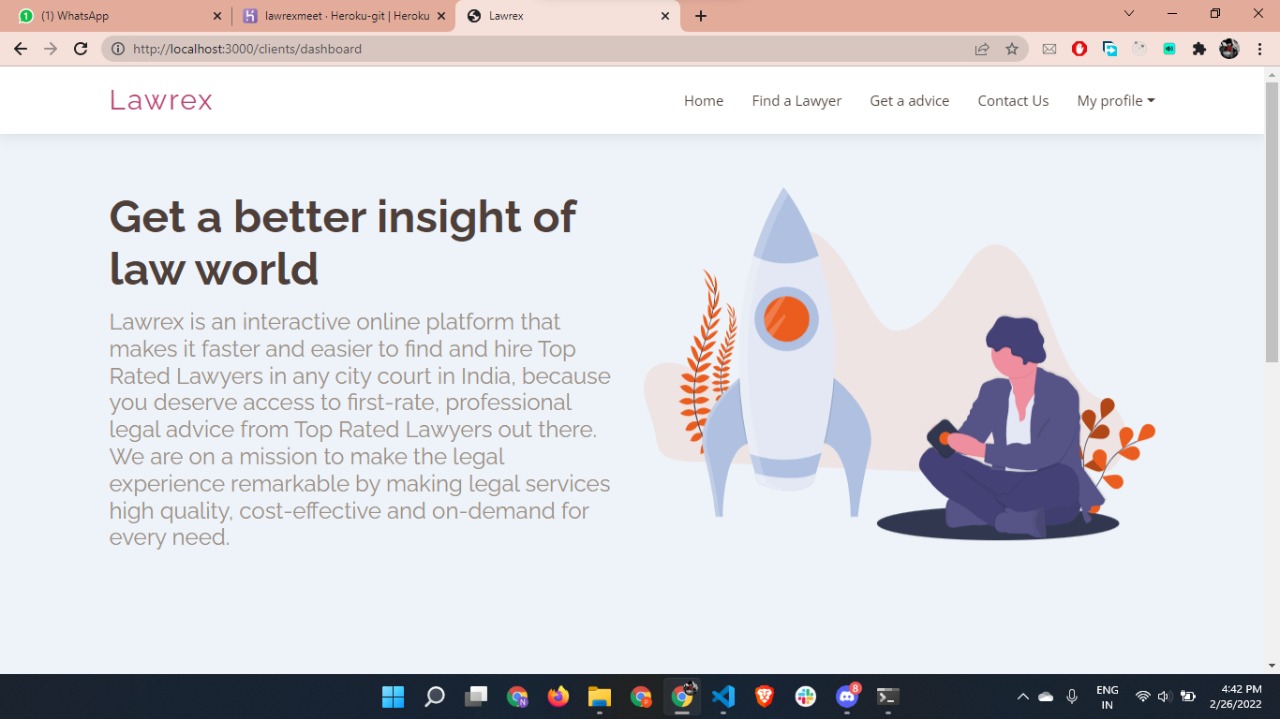 (1) WhatsApp
lawrexmeet · Heroku-git | Heroku
Lawrex
http://localhost:3000/clients/dashboard
Lawrex
Home
Find a Lawyer
Get a advice
Contact Us
My profile
Get a better insight of
law world
Lawrex is an interactive online platform that
makes it faster and easier to find and hire Top
Rated Lawyers in any city court in India, because
you deserve access to first-rate, professional
legal advice from Top Rated Lawyers out there.
We are on a mission to make the legal
experience remarkable by making legal services
high quality, cost-effective and on-demand for
every need.
8
ENG
IN
4:42 PM
2/26/2022